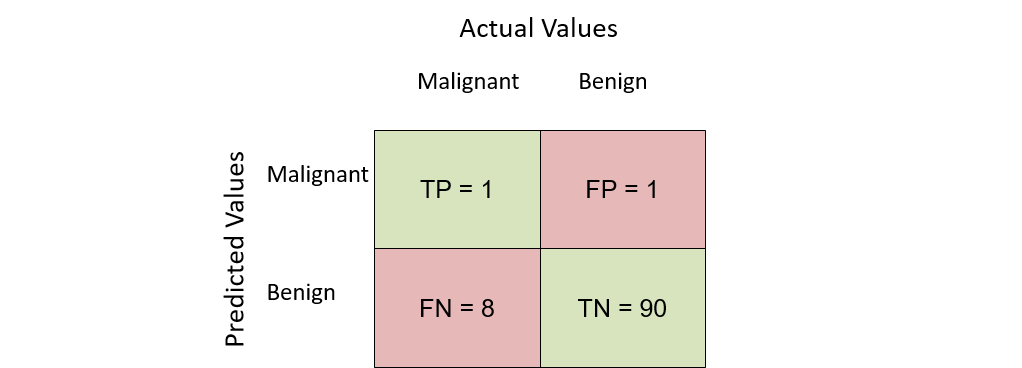 Actual Values
Malignant Benign
Predicted Values
Malignant
TP = 1 FP = 1
Benign
FN = 8 TN = 90